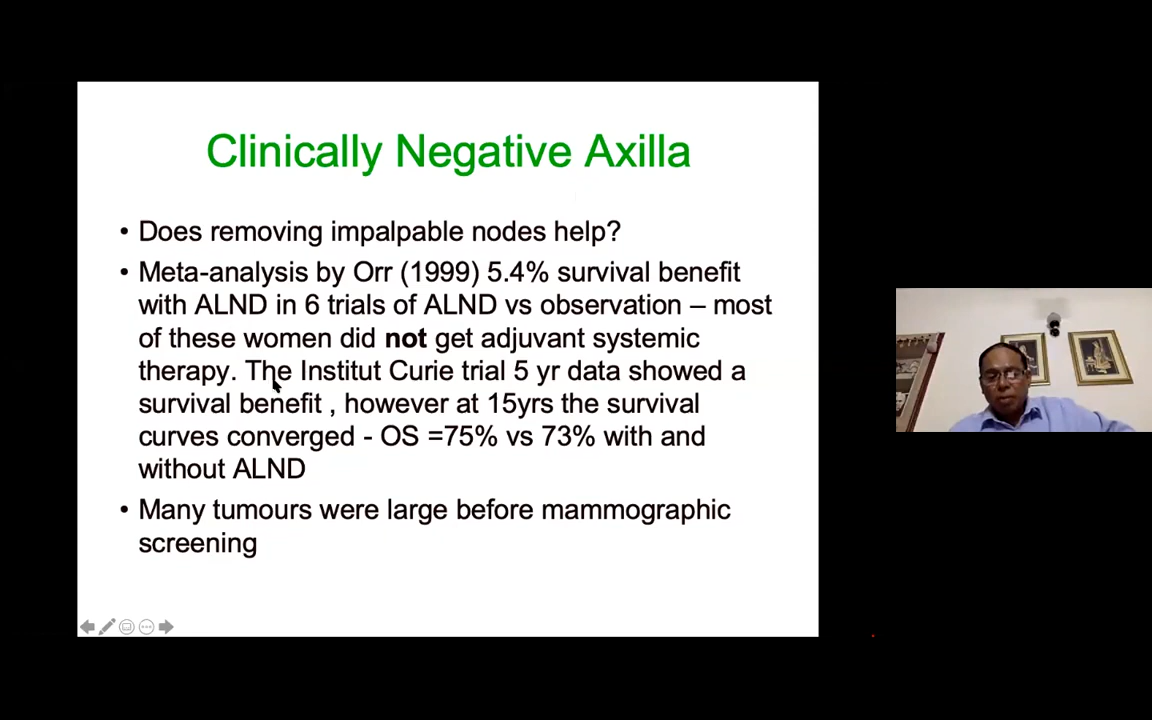 Clinically Negative Axilla
• Does removing impalpable nodes help?
• Meta-analysis by Orr (1999) 5.4% survival benefit
with ALND in 6 trials of ALND vs observation – most
of these women did not get adjuvant systemic
therapy. The Institut Curie trial 5 yr data showed a
survival benefit , however at 15yrs the survival
curves converged - OS =75% vs 73% with and
without ALND
• Many tumours were large before mammographic
screening